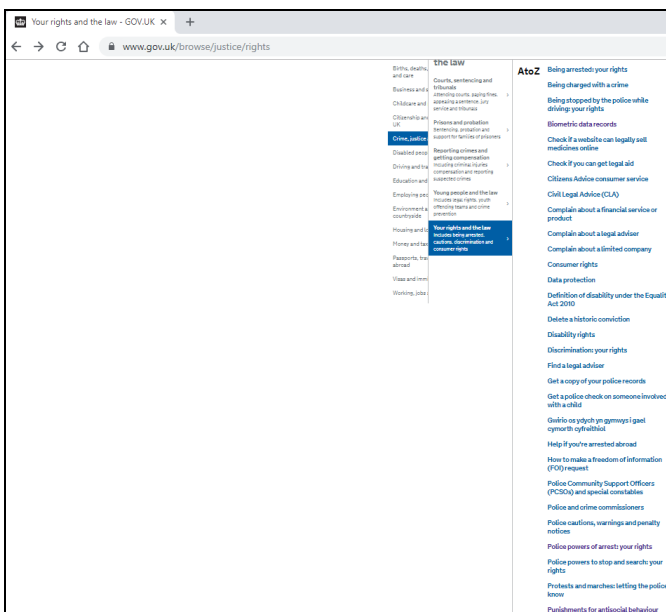 Your rights and the law - GOV.UK
www.gov.uk/browse/justice/rights
Births, deaths,
and care
Business and s
Childcare and
Citizenship an
UK
Crime, justice
Disabled peop
Driving and tra
Education and
Employing peo
Environment a
countryside
Housing and lo
Money and tax
Passports, trav
abroad
Visas and immi
Working, jobs
the law
Courts, sentencing and
tribunals
Attending courts, paying fines,
appealing a sentence, jury
service and tribunals
Prisons and probation
Sentencing, probation and
support for families of prisoners
Reporting crimes and
getting compensation
Including criminal injuries
compensation and reporting
suspected crimes
Young people and the law
Includes legal rights, youth
offending teams and crime
prevention
Your rights and the law
Includes being arrested,
cautions, discrimination and
consumer rights
A to Z
Being arrested: your rights
Being charged with a crime
Being stopped by the police while
driving: your rights
Biometric data records
Check if a website can legally sell
medicines online
Check if you can get legal aid
Citizens Advice consumer service
Civil Legal Advice (CLA)
Complain about a financial service or
product
Complain about a legal adviser
Complain about a limited company
Consumer rights
Data protection
Definition of disability under the Equalit
Act 2010
Delete a historic conviction
Disability rights
Discrimination: your rights
Find a legal adviser
Get a copy of your police records
Get a police check on someone involved
with a child
Gwirio os ydych yn gymwys i gael
cymorth cyfreithiol
Help if you're arrested abroad
How to make a freedom of information
(FOI) request
Police Community Support Officers
(PCSOs) and special constables
Police and crime commissioners
Police cautions, warnings and penalty
notices
Police powers of arrest: your rights
Police powers to stop and search: your
rights
Protests and marches: letting the police
know
Punishments for antisocial behaviour